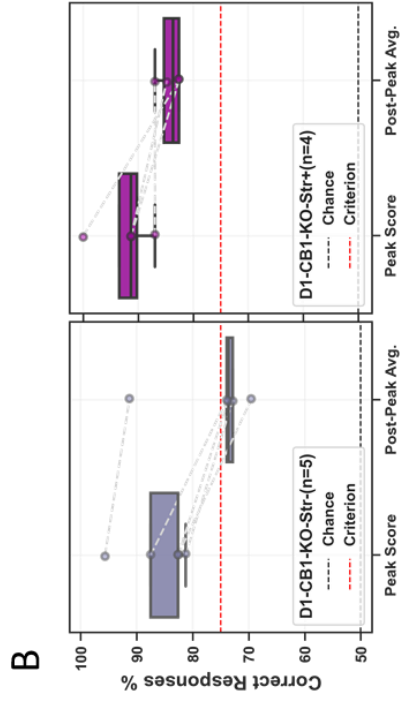 B
Correct Responses %
100
90
80
70
60
50
D1-CB1-KO-Str-(n=5)
Chance
Criterion
Peak Score
Post-Peak Avg.
D1-CB1-KO-Str+(n=4)
Chance
Criterion
Peak Score
Post-Peak Avg.